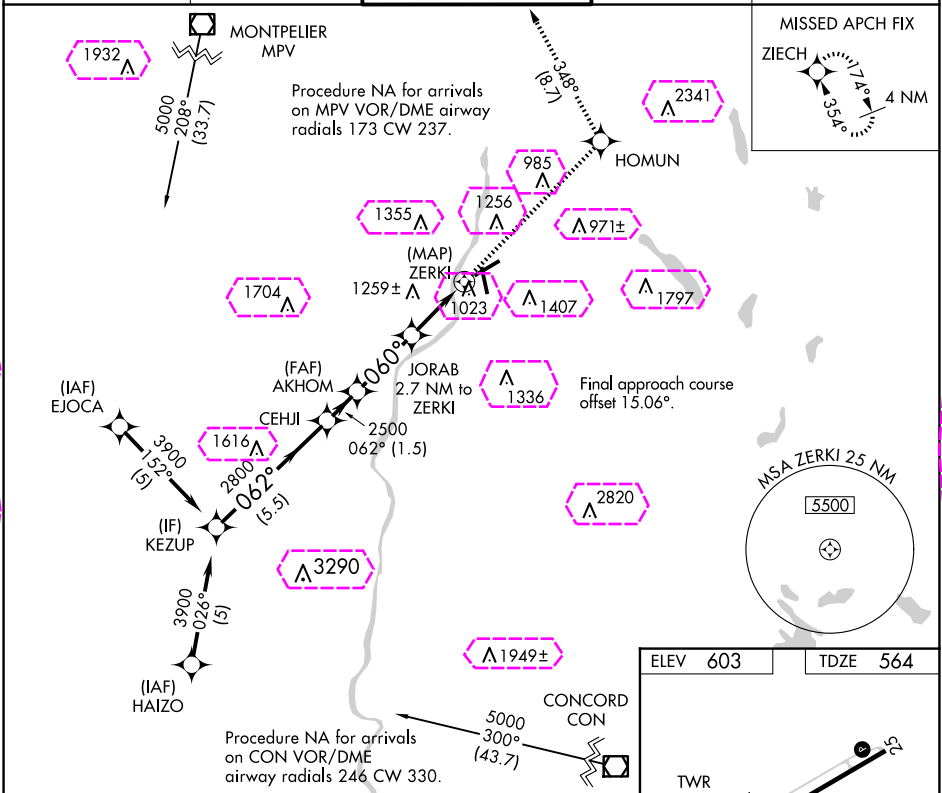 MONTPELIER
MPV
1932
5000
208°
(33.7)
Procedure NA for arrivals
on MPV VOR/DME airway
radials 173 CW 237.
348°
(8.7)
2341
HOMUN
MISSED APCH FIX
ZIECH
174°
354°
4 NM
985
1256
1355
971±
(MAP)
ZERKI
1259±
1023
1407
1797
1704
060°
JORAB
2.7 NM to
ZERKI
1336
Final approach course
offset 15.06°.
(FAF)
AKHOM
CEHJI
2500
062° (1.5)
(IAF)
EJOCA
3900
152°
(5)
1616
2800
062°
(5.5)
(IF)
KEZUP
2820
3290
MSA ZERKI 25 NM
5500
3900
026°
(5)
(IAF)
HAIZO
1949±
CONCORD
CON
5000
300°
(43.7)
Procedure NA for arrivals
on CON VOR/DME
airway radials 246 CW 330.
ELEV 603
TDZE 564
TWR
P
25